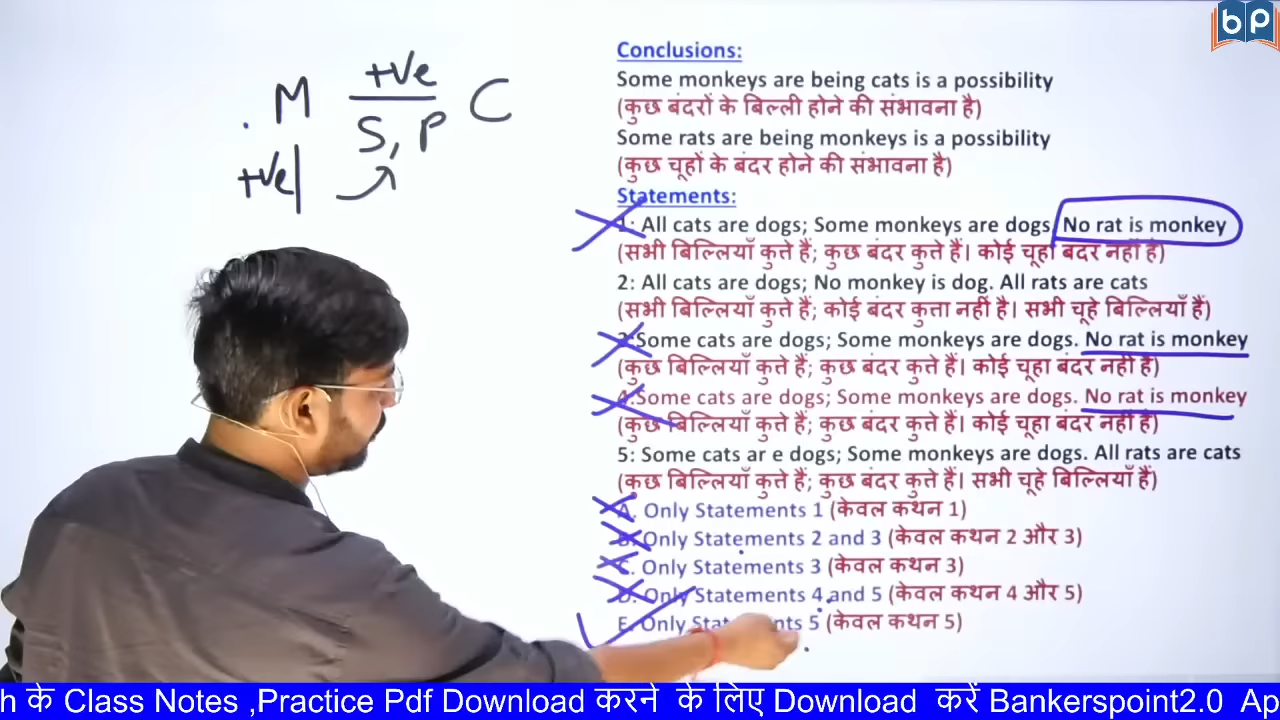 bp
Conclusions:
Some monkeys are being cats is a possibility
(कुछ बंदरों के बिल्ली होने की संभावना है)
Some rats are being monkeys is a possibility
(कुछ चूहों के बंदर होने की संभावना है)
Statements:
1: All cats are dogs; Some monkeys are dogs. No rat is monkey
(सभी बिल्लियाँ कुत्ते हैं; कुछ बंदर कुत्ते हैं। कोई चूहा बंदर नहीं है)
2: All cats are dogs; No monkey is dog. All rats are cats
(सभी बिल्लियाँ कुत्ते हैं; कोई बंदर कुत्ता नहीं है। सभी चूहे बिल्लियाँ हैं)
3:Some cats are dogs; Some monkeys are dogs. No rat is monkey
(कुछ बिल्लियाँ कुत्ते हैं; कुछ बंदर कुत्ते हैं। कोई चूहा बंदर नहीं है)
4:Some cats are dogs; Some monkeys are dogs. No rat is monkey
(कुछ बिल्लियाँ कुत्ते हैं; कुछ बंदर कुत्ते हैं। कोई चूहा बंदर नहीं है)
5: Some cats ar e dogs; Some monkeys are dogs. All rats are cats
(कुछ बिल्लियाँ कुत्ते हैं; कुछ बंदर कुत्ते हैं। सभी चूहे बिल्लियाँ हैं)
A. Only Statements 1 (केवल कथन 1)
B. Only Statements 2 and 3 (केवल कथन 2 और 3)
C. Only Statements 3 (केवल कथन 3)
D. Only Statements 4 and 5 (केवल कथन 4 और 5)
E. Only 5 (केवल कथन 5)
+ve
M C
S, P
+ve
h के Class Notes ,Practice Pdf Download करने के लिए Download करें Bankerspoint2.0 Ap